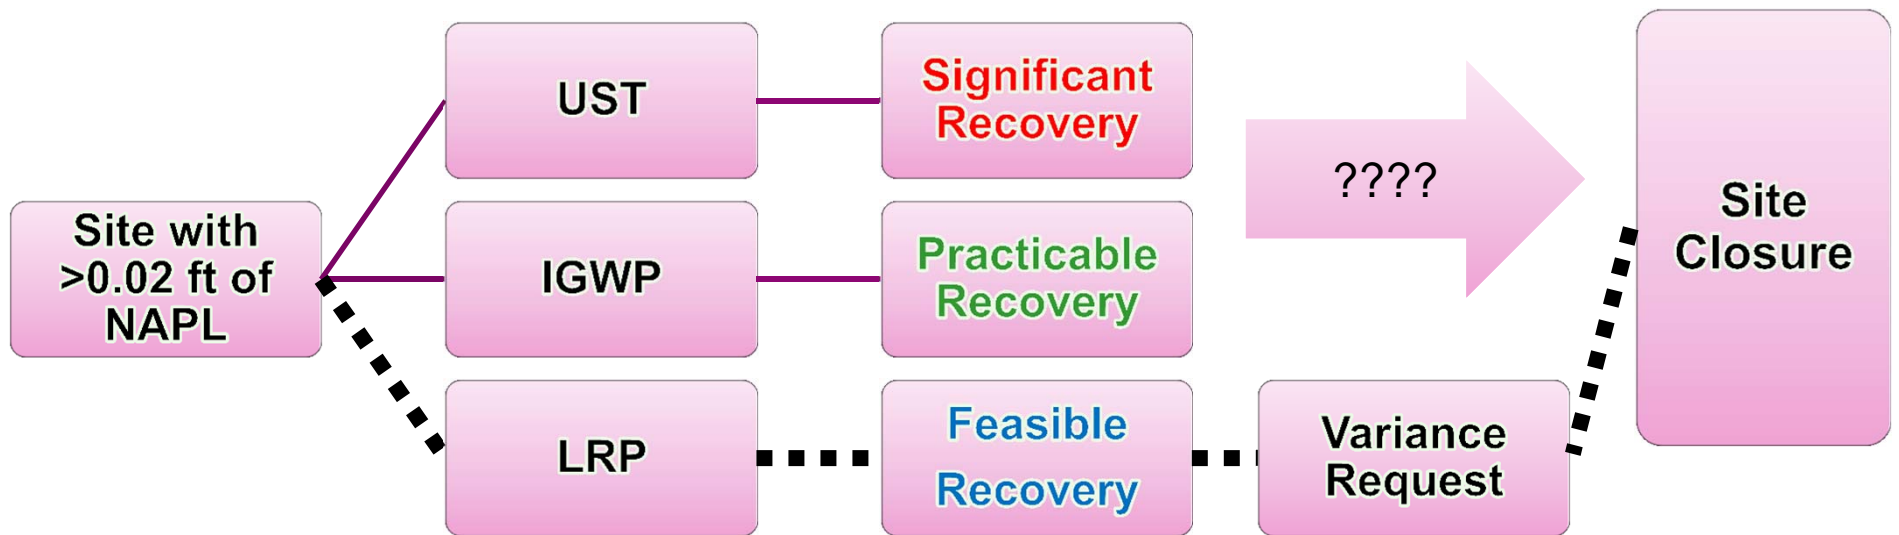 Site with
>0.02 ft of
NAPL
UST
IGWP
LRP
Significant
Recovery
Practicable
Recovery
Feasible
Recovery
????
Variance
Request
Site
Closure